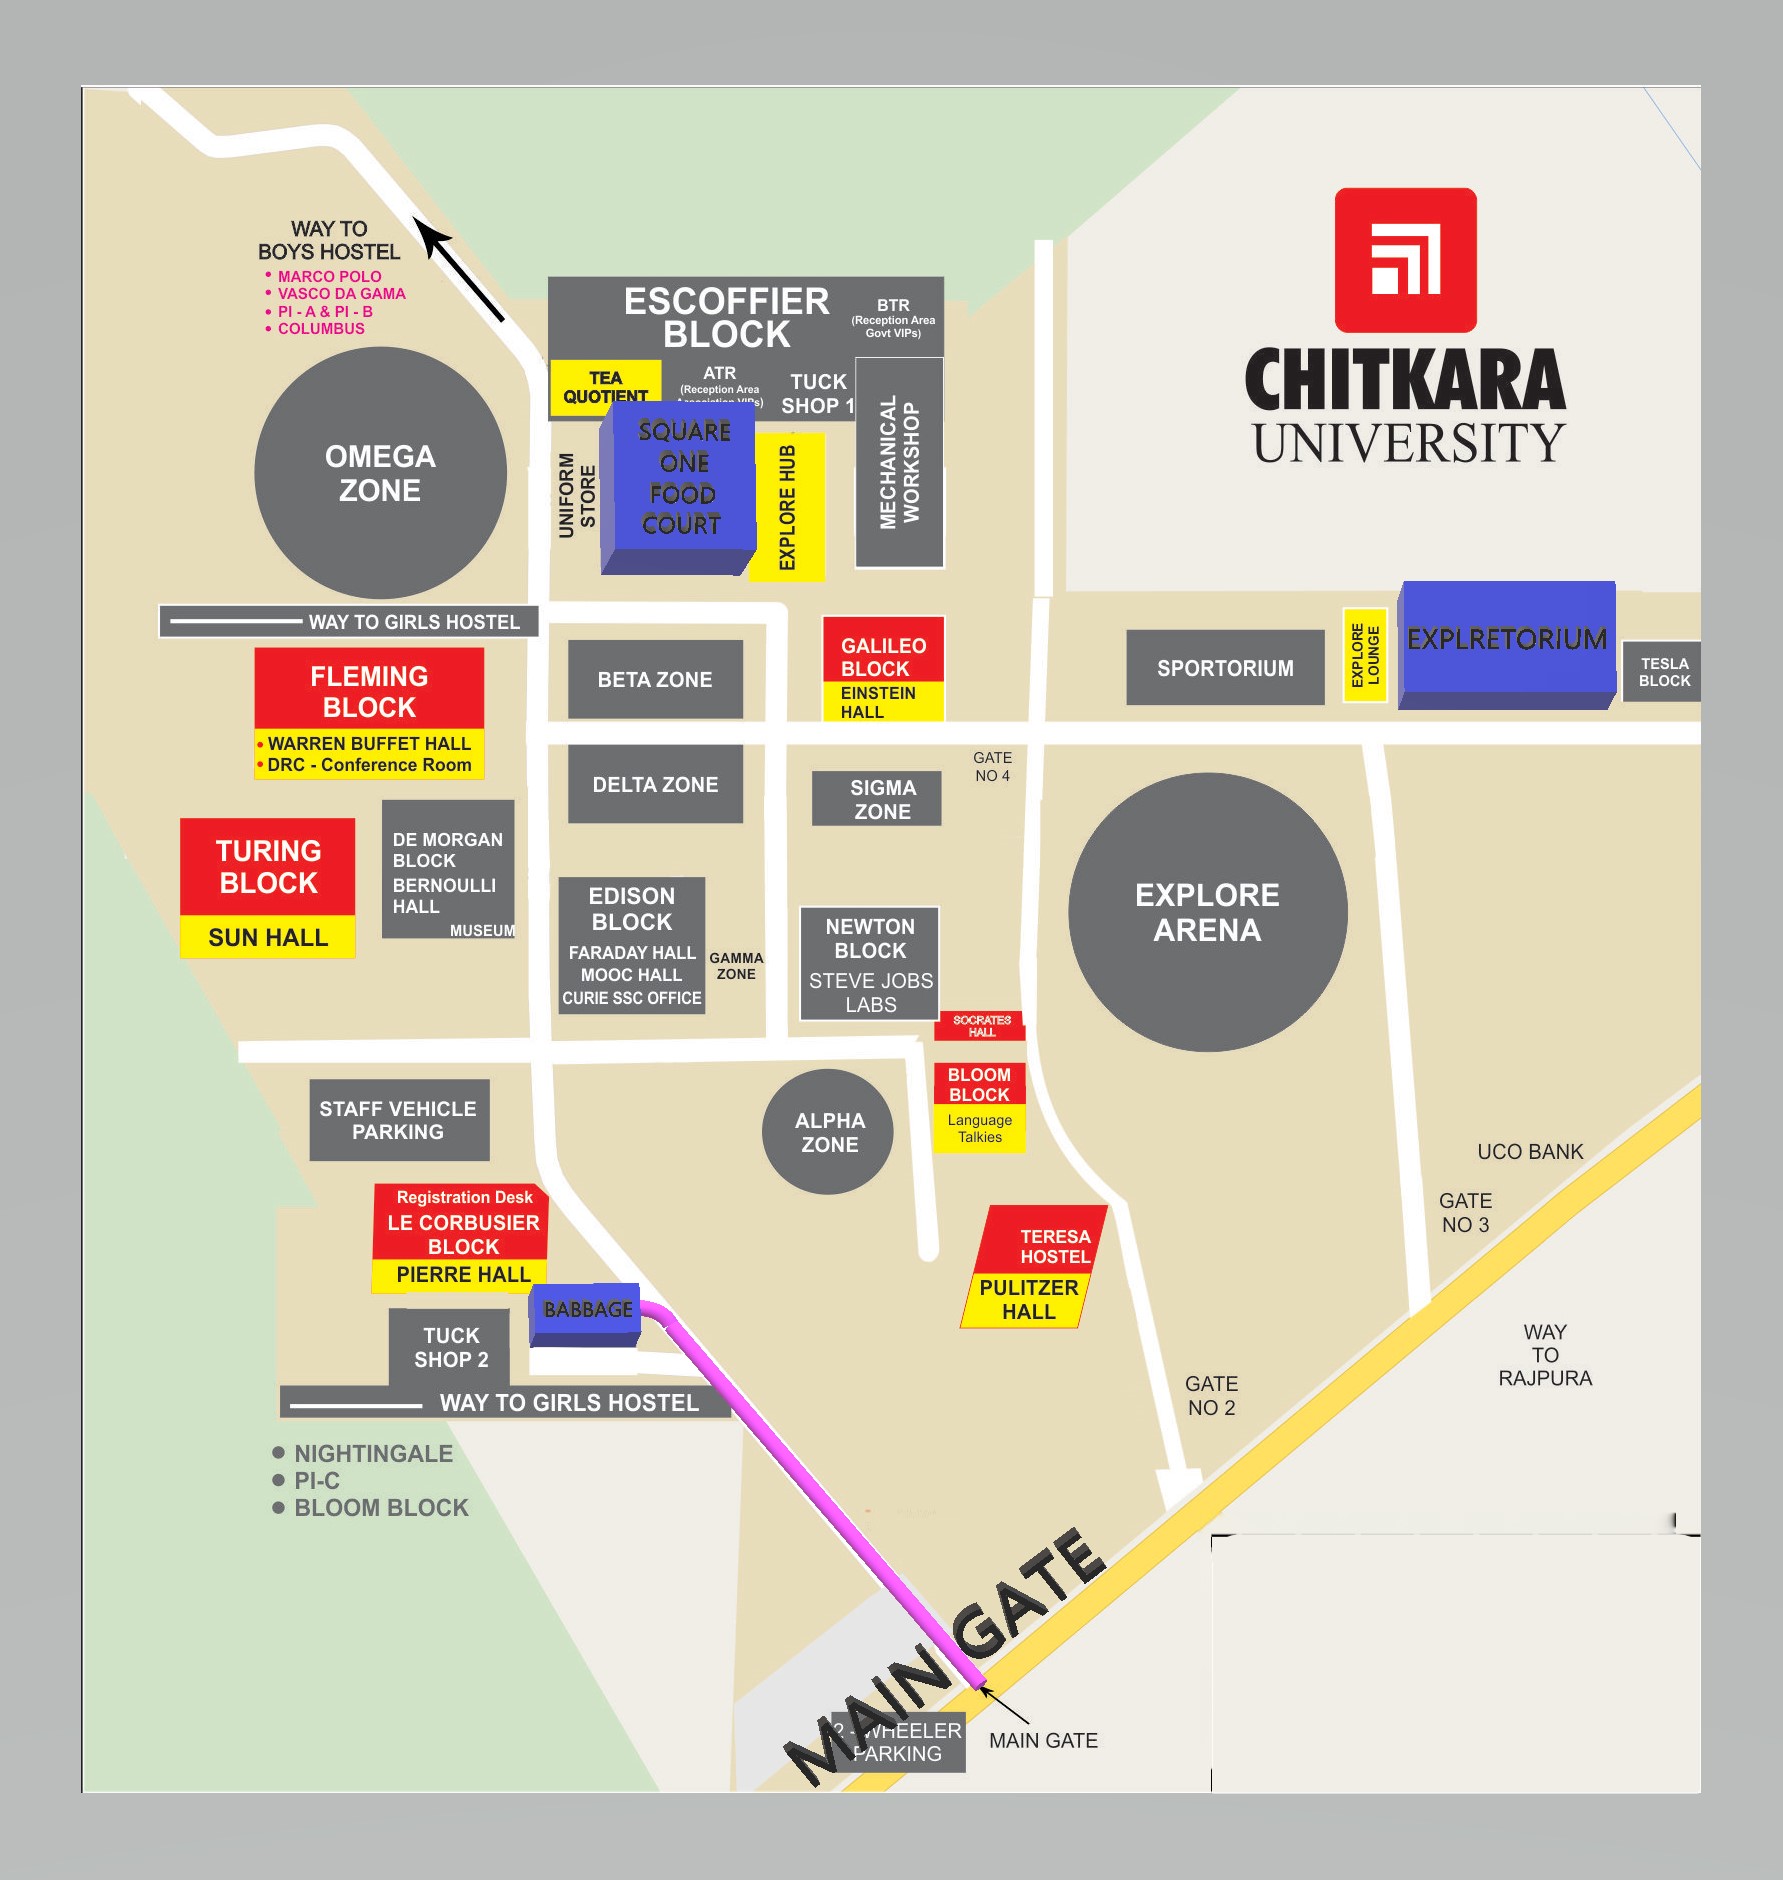 WAY TO
BOYS HOSTEL
• MARCO POLO
• VASCO DA GAMA
• PI - A & PI - B
• COLUMBUS
ESCOFFIER
BLOCK
BTR
(Reception Area
Govt VIPs)
TEA
QUOTIENT
ATR
(Reception Area
Association VIPs)
TUCK
SHOP 1
MECHANICAL
WORKSHOP
CHITKARA
UNIVERSITY
OMEGA
ZONE
UNIFORM
STORE
SQUARE
ONE
FOOD
COURT
EXPLORE HUB
WAY TO GIRLS HOSTEL
FLEMING
BLOCK
• WARREN BUFFET HALL
• DRC - Conference Room
BETA ZONE
GALILEO
BLOCK
EINSTEIN
HALL
SPORTORIUM
EXPLORE
LOUNGE
EXPLRETORIUM
TESLA
BLOCK
DELTA ZONE
SIGMA
ZONE
GATE
NO 4
TURING
BLOCK
SUN HALL
DE MORGAN
BLOCK
BERNOULLI
HALL
MUSEUM
EDISON
BLOCK
FARADAY HALL
MOOC HALL
CURIE SSC OFFICE
GAMMA
ZONE
NEWTON
BLOCK
STEVE JOBS
LABS
EXPLORE
ARENA
SOCRATES
HALL
BLOOM
BLOCK
Language
Talkies
STAFF VEHICLE
PARKING
ALPHA
ZONE
UCO BANK
GATE
NO 3
Registration Desk
LE CORBUSIER
BLOCK
PIERRE HALL
TERESA
HOSTEL
PULITZER
HALL
BABBAGE
TUCK
SHOP 2
WAY TO GIRLS HOSTEL
WAY
TO
RAJPURA
GATE
NO 2
• NIGHTINGALE
• PI-C
• BLOOM BLOCK
MAIN GATE
2 - WHEELER
PARKING
MAIN GATE